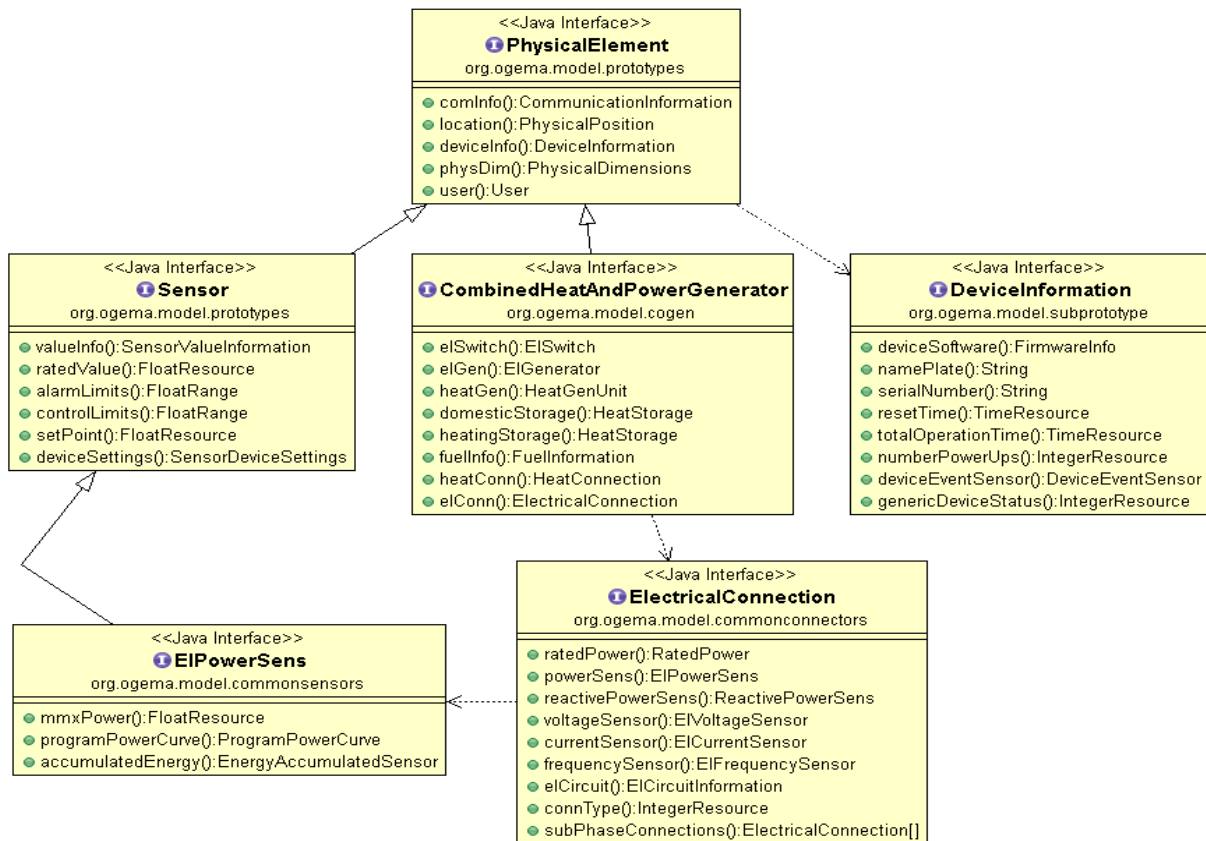 <<Java Interface>>
PhysicalElement
org.ogema.model.prototypes
comInfo():CommunicationInformation
location():PhysicalPosition
deviceInfo():DeviceInformation
physDim():PhysicalDimensions
user():User
<<Java Interface>>
Sensor
org.ogema.model.prototypes
valueInfo():SensorValueInformation
ratedValue():FloatResource
alarmLimits():FloatRange
controlLimits():FloatRange
setPoint():FloatResource
deviceSettings():SensorDeviceSettings
<<Java Interface>>
CombinedHeatAndPowerGenerator
org.ogema.model.cogen
elSwitch():ElSwitch
elGen():ElGenerator
heatGen():HeatGenUnit
domesticStorage():HeatStorage
heatingStorage():HeatStorage
fuelInfo():FuelInformation
heatConn():HeatConnection
elConn():ElectricalConnection
<<Java Interface>>
DeviceInformation
org.ogema.model.subprototype
deviceSoftware():FirmwareInfo
namePlate():String
serialNumber():String
resetTime():TimeResource
totalOperationTime():TimeResource
numberPowerUps():IntegerResource
deviceEventSensor():DeviceEventSensor
genericDeviceStatus():IntegerResource
<<Java Interface>>
ElPowerSens
org.ogema.model.commonsensors
mmxPower():FloatResource
programPowerCurve():ProgramPowerCurve
accumulatedEnergy():EnergyAccumulatedSensor
<<Java Interface>>
ElectricalConnection
org.ogema.model.commonconnectors
ratedPower():RatedPower
powerSens():ElPowerSens
reactivePowerSens():ReactivePowerSens
voltageSensor():ElVoltageSensor
currentSensor():ElCurrentSensor
frequencySensor():ElFrequencySensor
elCircuit():ElCircuitInformation
connType():IntegerResource
subPhaseConnections():ElectricalConnection[]